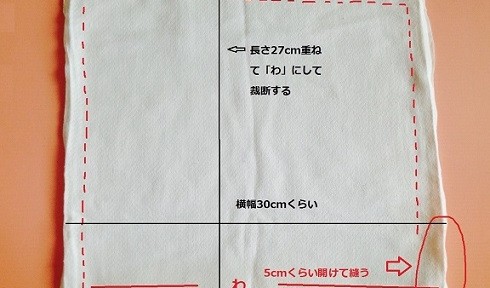 長さ27cm重ね
て「わ」にして
裁断する
横幅30cmくらい
5cmくらい開けて縫う
わ